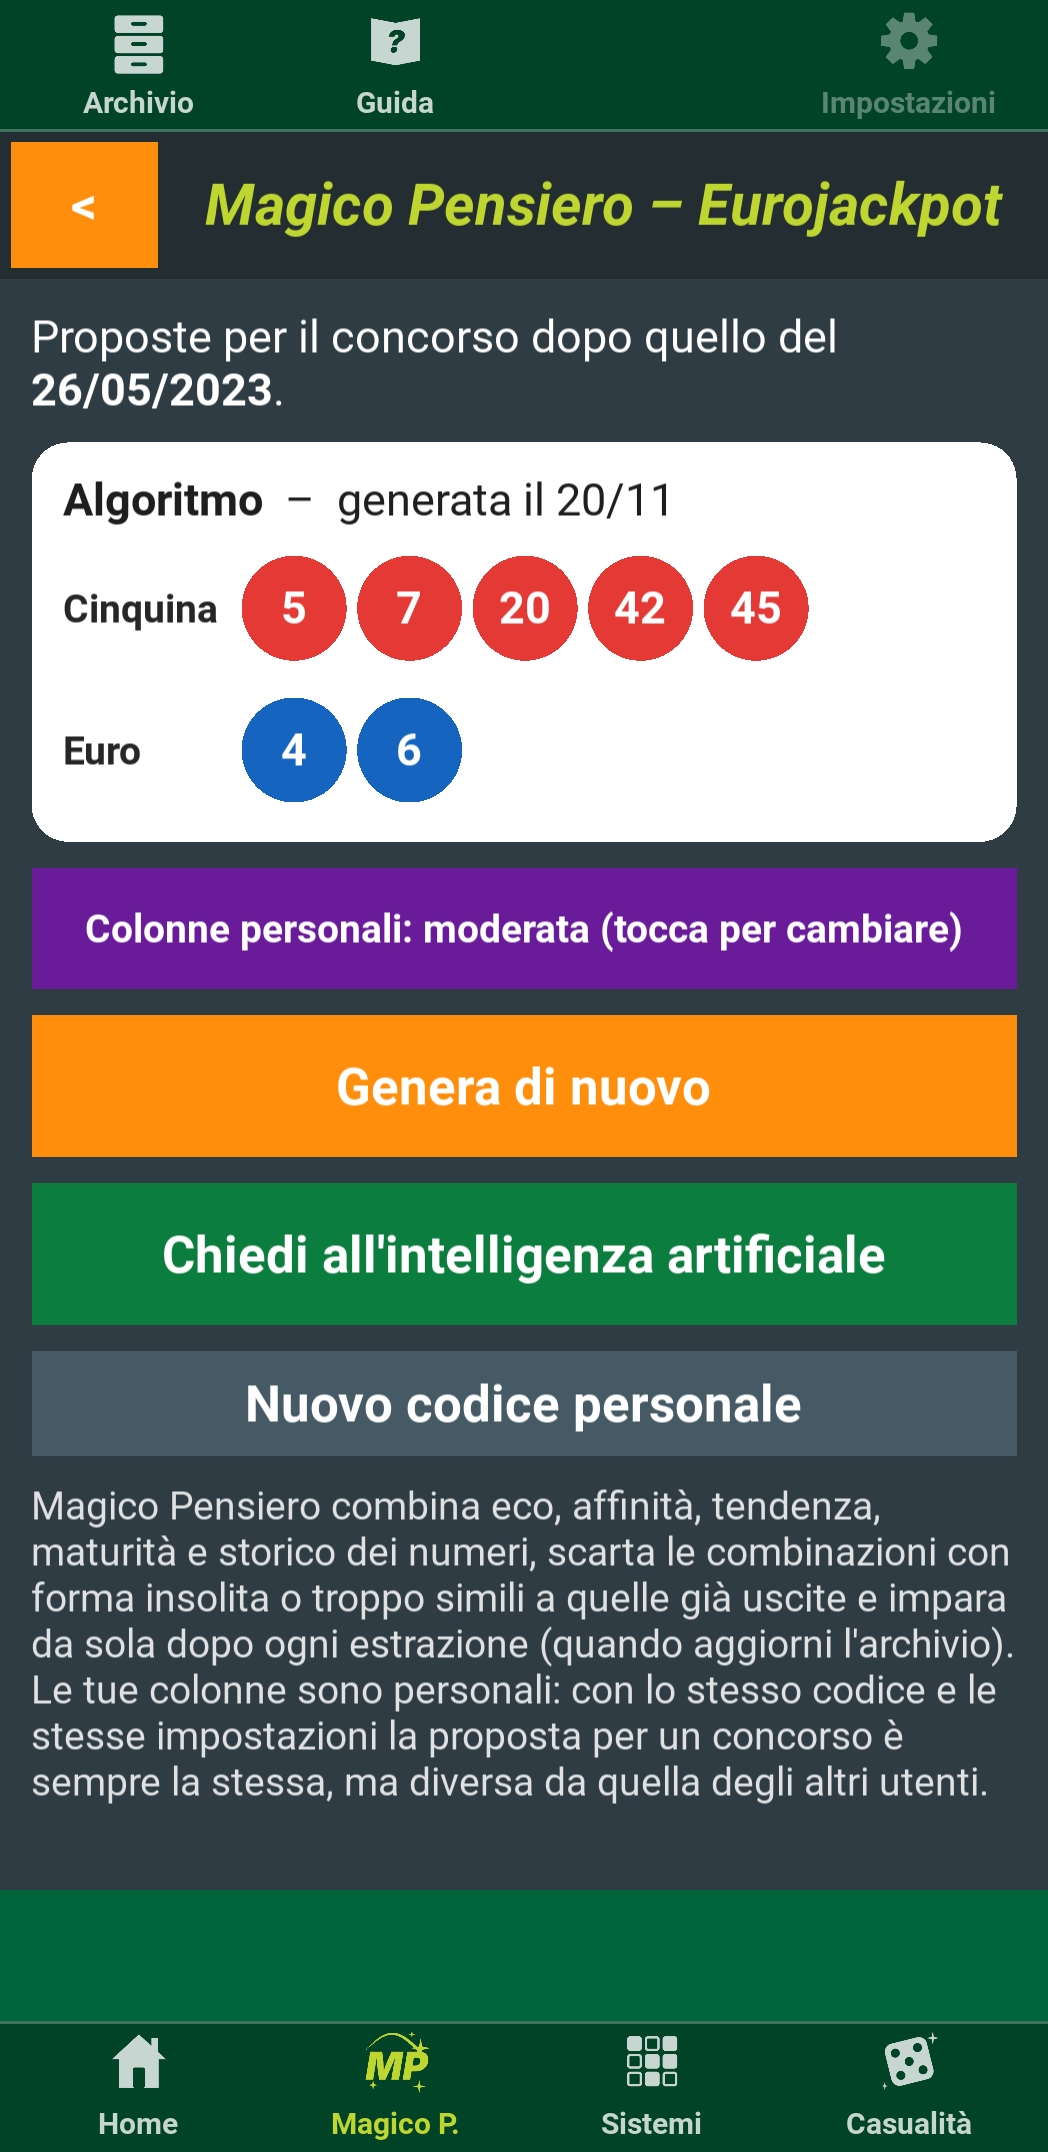 Archivio
Guida
Impostazioni
<
Magico Pensiero – Eurojackpot
Proposte per il concorso dopo quello del
26/05/2023.
Algoritmo – generata il 20/11
Cinquina 5 7 20 42 45
Euro 4 6
Colonne personali: moderata (tocca per cambiare)
Genera di nuovo
Chiedi all'intelligenza artificiale
Nuovo codice personale
Magico Pensiero combina eco, affinità, tendenza,
maturità e storico dei numeri, scarta le combinazioni con
forma insolita o troppo simili a quelle già uscite e impara
da sola dopo ogni estrazione (quando aggiorni l'archivio).
Le tue colonne sono personali: con lo stesso codice e le
stesse impostazioni la proposta per un concorso è
sempre la stessa, ma diversa da quella degli altri utenti.
MP
Home
Magico P.
Sistemi
Casualità